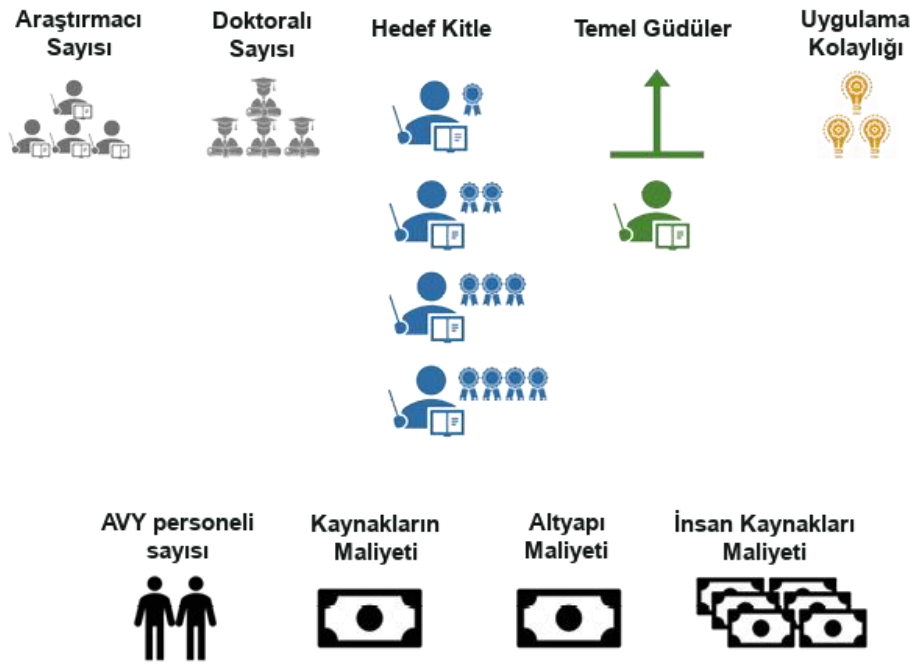 Araştırmacı
Sayısı
Doktoralı
Sayısı
Hedef Kitle
Temel Güdüler
Uygulama
Kolaylığı
AVY personeli
sayısı
Kaynakların
Maliyeti
Altyapı
Maliyeti
İnsan Kaynakları
Maliyeti